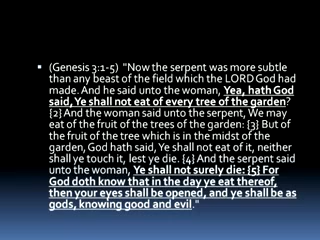 (Genesis 3:1-5) "Now the serpent was more subtle
than any beast of the field which the LORD God had
made. And he said unto the woman, Yea, hath God
said, Ye shall not eat of every tree of the garden?
{2} And the woman said unto the serpent, We may
eat of the fruit of the trees of the garden: {3} But of
the fruit of the tree which is in the midst of the
garden, God hath said, Ye shall not eat of it, neither
shall ye touch it, lest ye die. {4} And the serpent said
unto the woman, Ye shall not surely die: {5} For
God doth know that in the day ye eat thereof,
then your eyes shall be opened, and ye shall be as
gods, knowing good and evil."